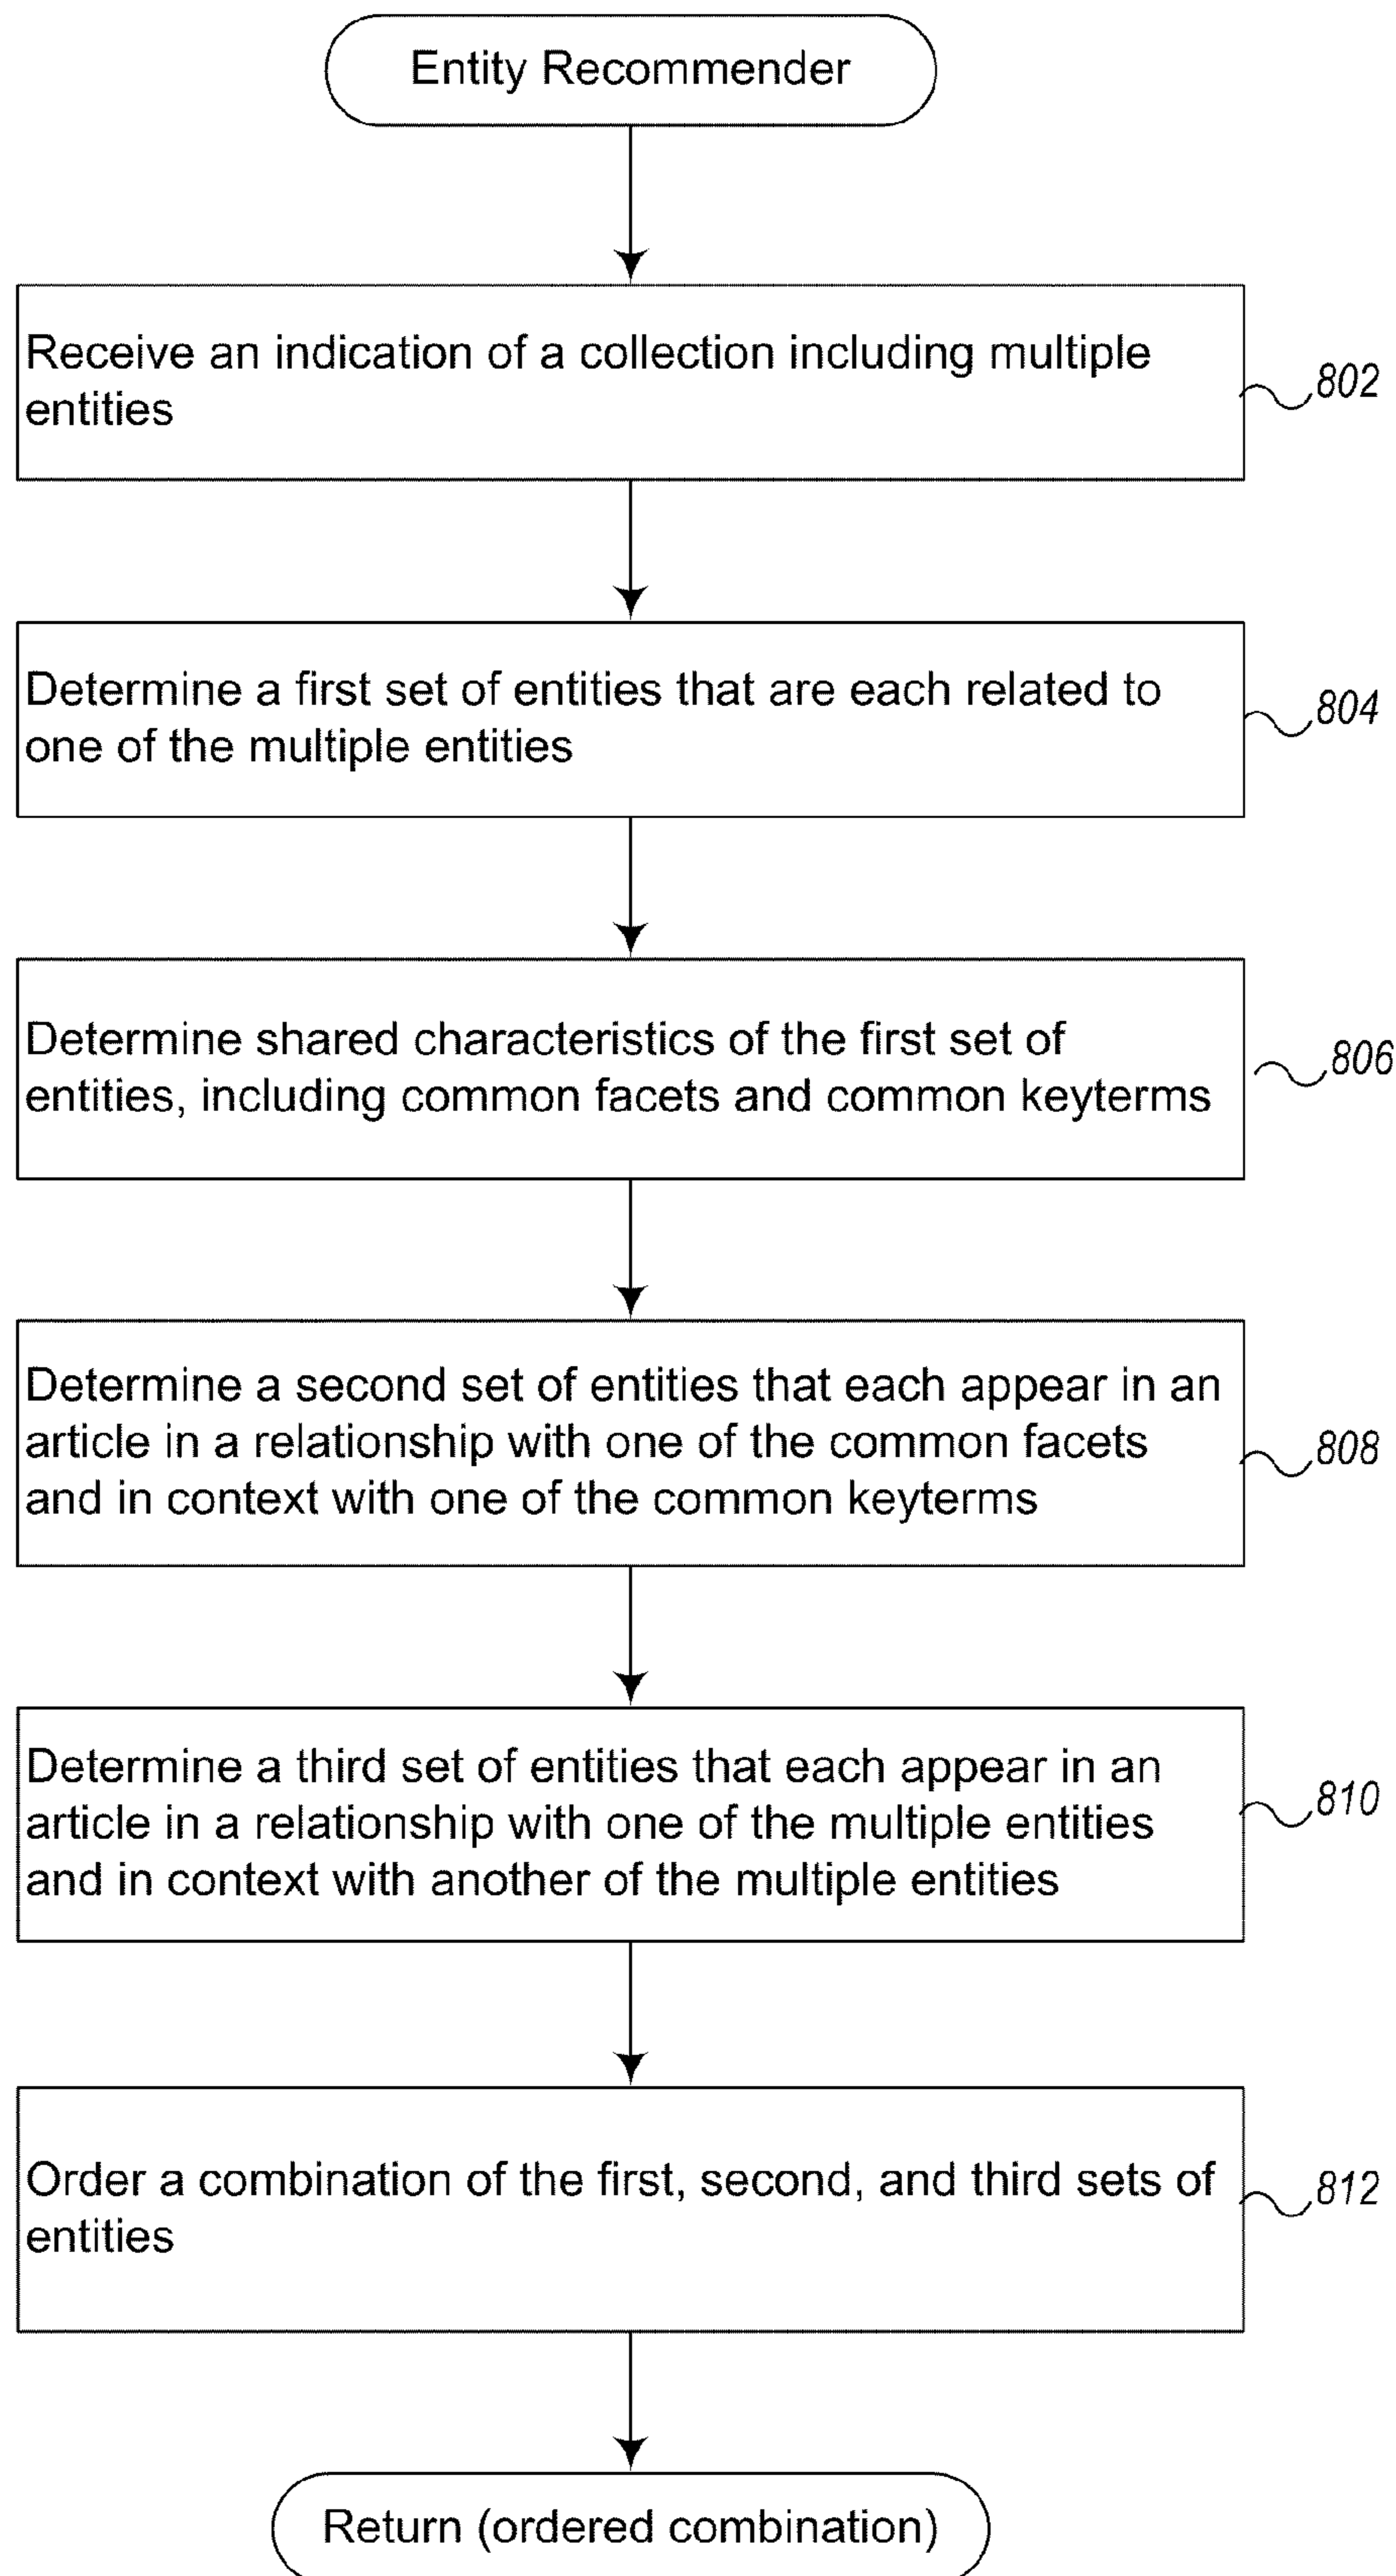 Entity Recommender
Receive an indication of a collection including multiple
entities
802
Determine a first set of entities that are each related to
one of the multiple entities
804
Determine shared characteristics of the first set of
entities, including common facets and common keyterms
806
Determine a second set of entities that each appear in an
article in a relationship with one of the common facets
and in context with one of the common keyterms
808
Determine a third set of entities that each appear in an
article in a relationship with one of the multiple entities
and in context with another of the multiple entities
810
Order a combination of the first, second, and third sets of
entities
812
Return (ordered combination)